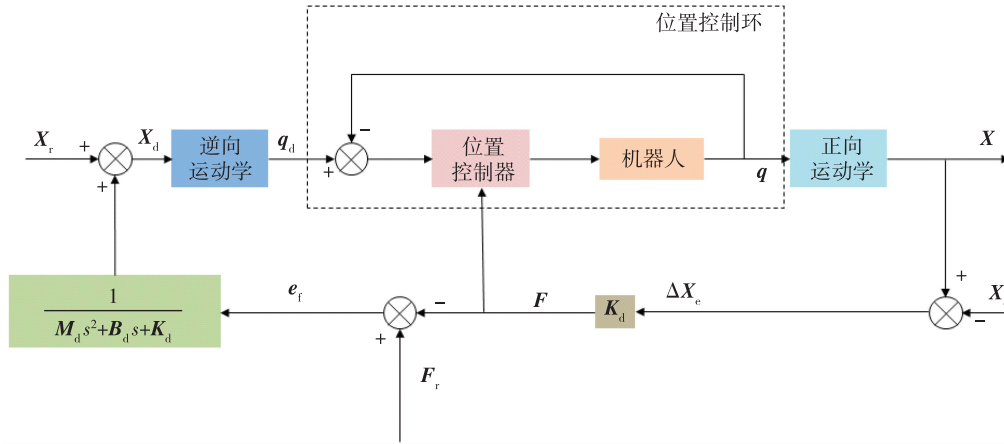 位置控制环
X_r
+
+
X_d
逆向
运动学
q_d
−
+
位置
控制器
机器人
q
正向
运动学
X
1
M_d s²+B_d s+K_d
e_f
−
+
F
F_r
K_d
ΔX_e
+
−
X